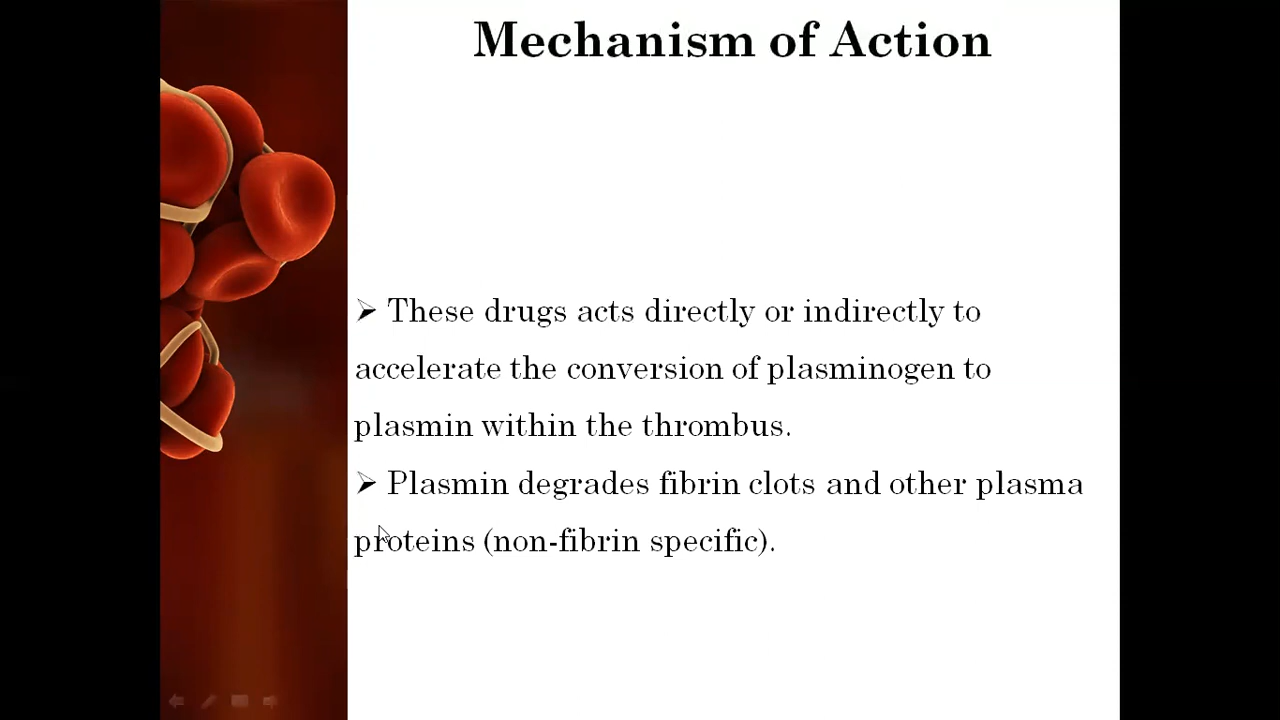 Mechanism of Action
➢ These drugs acts directly or indirectly to
accelerate the conversion of plasminogen to
plasmin within the thrombus.
➢ Plasmin degrades fibrin clots and other plasma
proteins (non-fibrin specific).